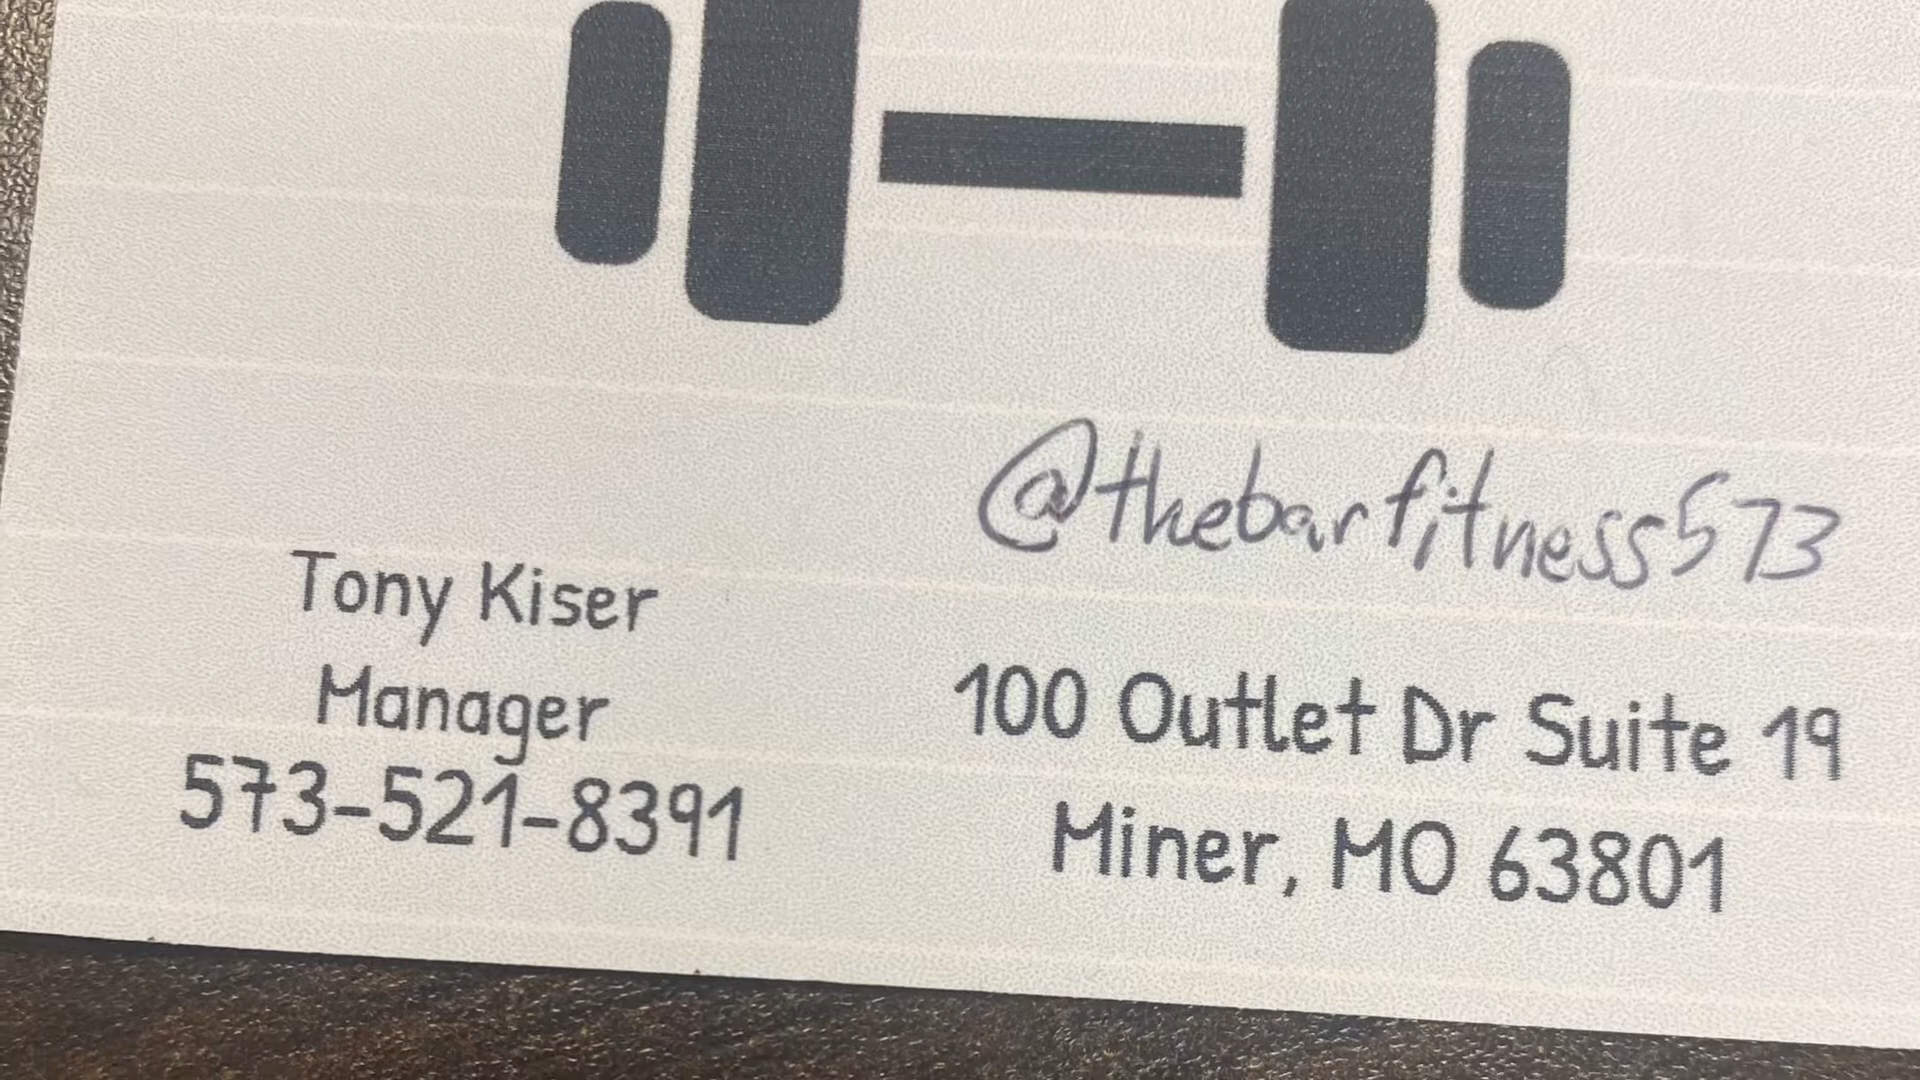 @thebarfitness573
Tony Kiser
Manager
573-521-8391
100 Outlet Dr Suite 19
Miner, MO 63801